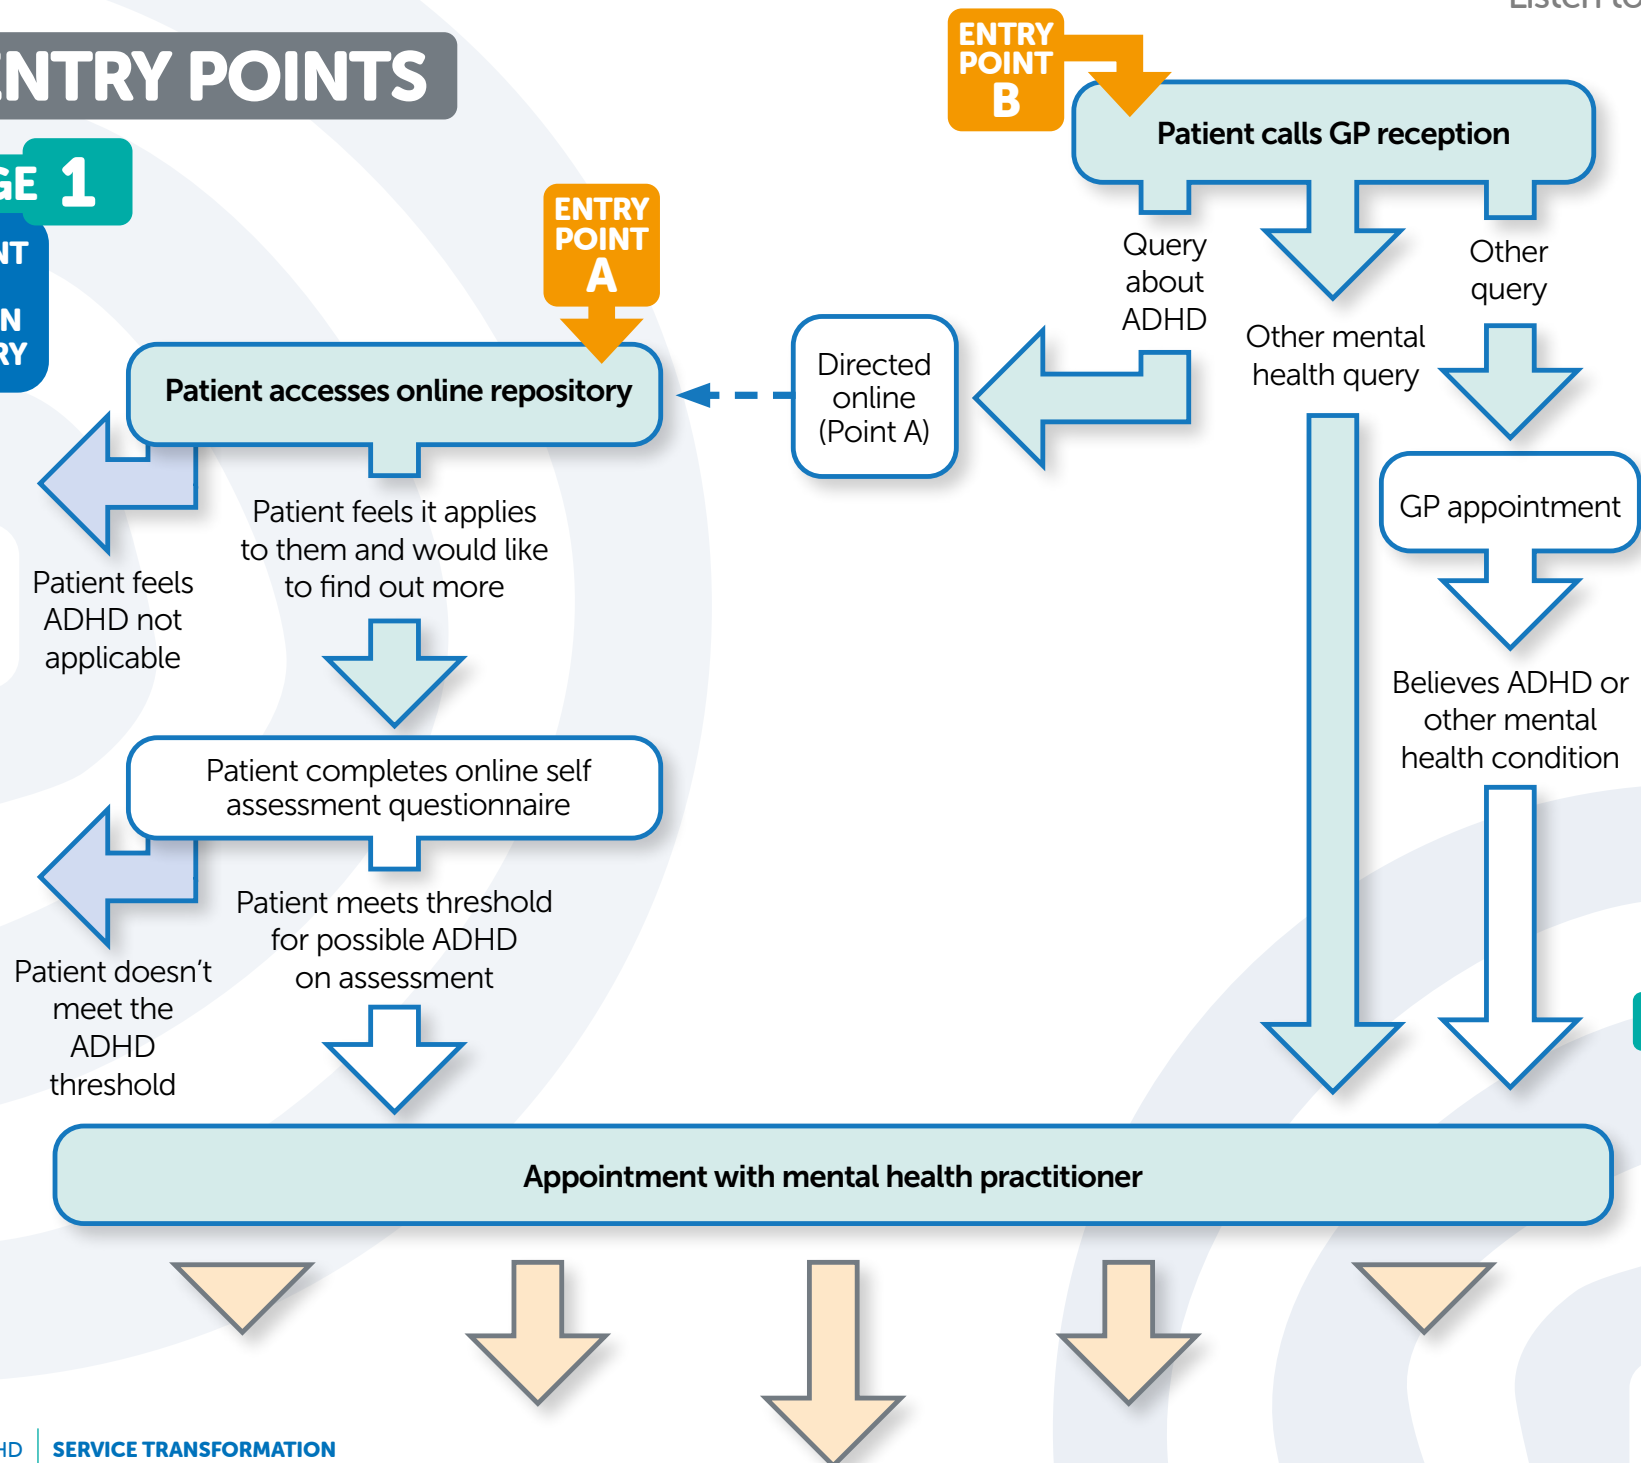 Listen to
ENTRY POINTS
GE 1
NT
N
RY
ENTRY
POINT
A
Patient accesses online repository
Patient feels
ADHD not
applicable
Patient feels it applies
to them and would like
to find out more
Patient completes online self
assessment questionnaire
Patient doesn't
meet the
ADHD
threshold
Patient meets threshold
for possible ADHD
on assessment
ENTRY
POINT
B
Patient calls GP reception
Query
about
ADHD
Directed
online
(Point A)
Other mental
health query
Other
query
GP appointment
Believes ADHD or
other mental
health condition
Appointment with mental health practitioner
HD SERVICE TRANSFORMATION